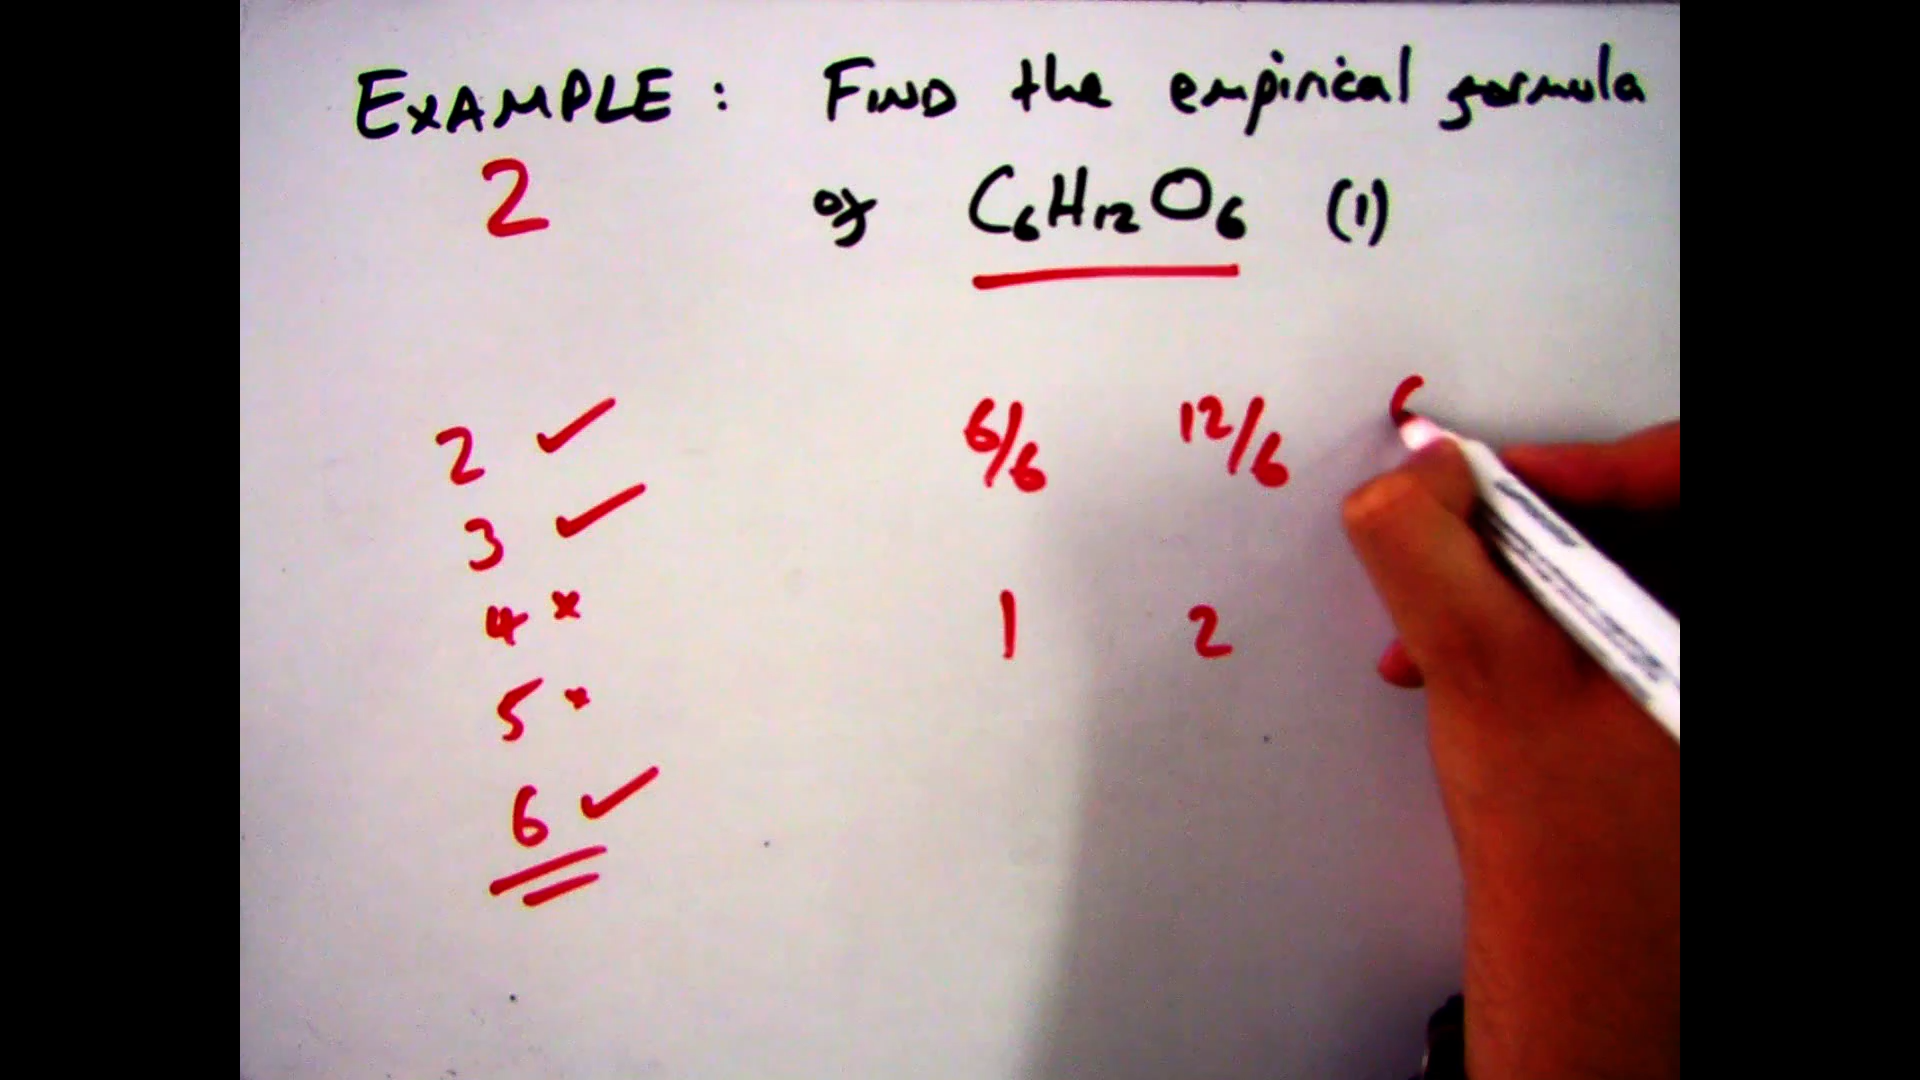 EXAMPLE: FIND the empirical formula
2 of C₆H₁₂O₆ (1)
2 ✓ 6/6 12/6 6
3 ✓
4 × 1 2
5 ×
6 ✓